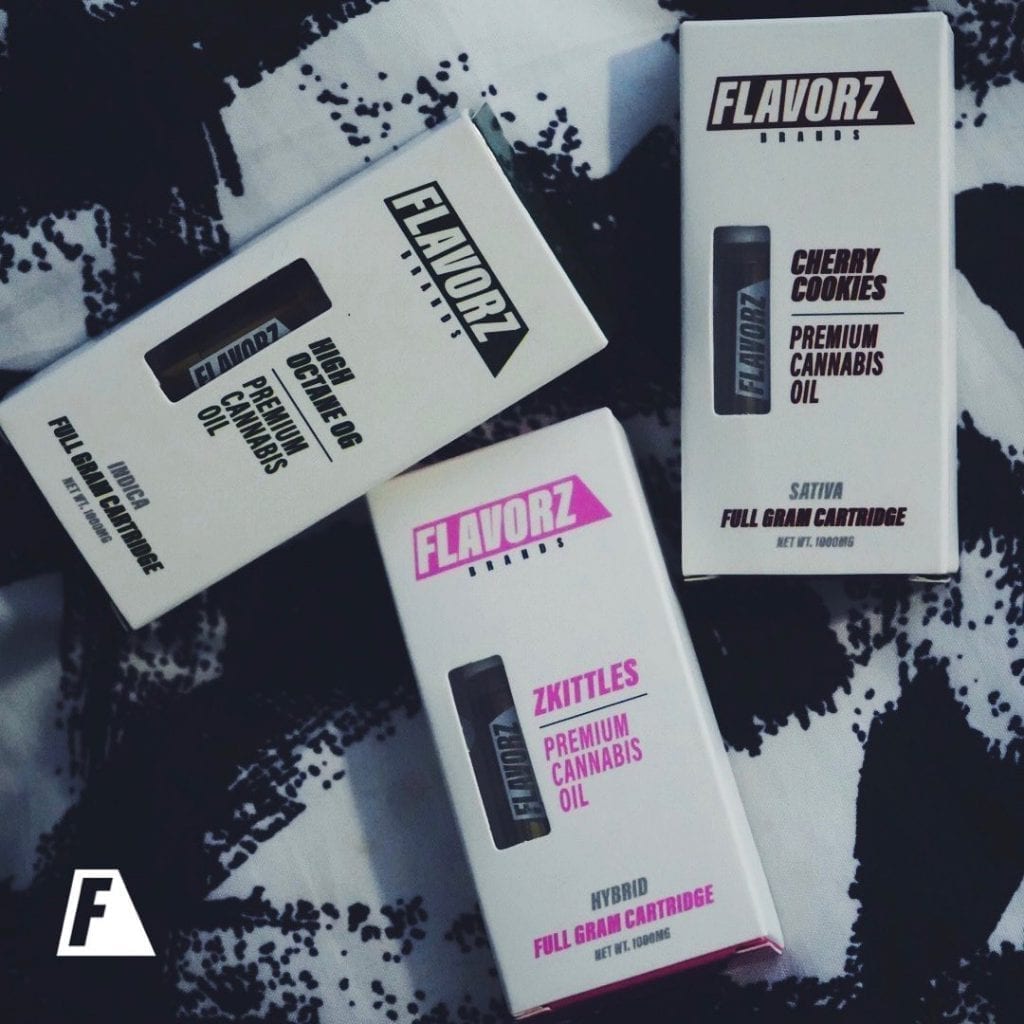 FLAVORZ
BRANDS
HIGH
OCTANE OG
PREMIUM
CANNABIS
OIL
FLAVORZ
INDICA
FULL GRAM CARTRIDGE
NET WT. 1000MG
FLAVORZ
BRANDS
CHERRY
COOKIES
PREMIUM
CANNABIS
OIL
FLAVORZ
SATIVA
FULL GRAM CARTRIDGE
NET WT. 1000MG
FLAVORZ
BRANDS
ZKITTLES
PREMIUM
CANNABIS
OIL
FLAVORZ
HYBRID
FULL GRAM CARTRIDGE
NET WT. 1000MG
F